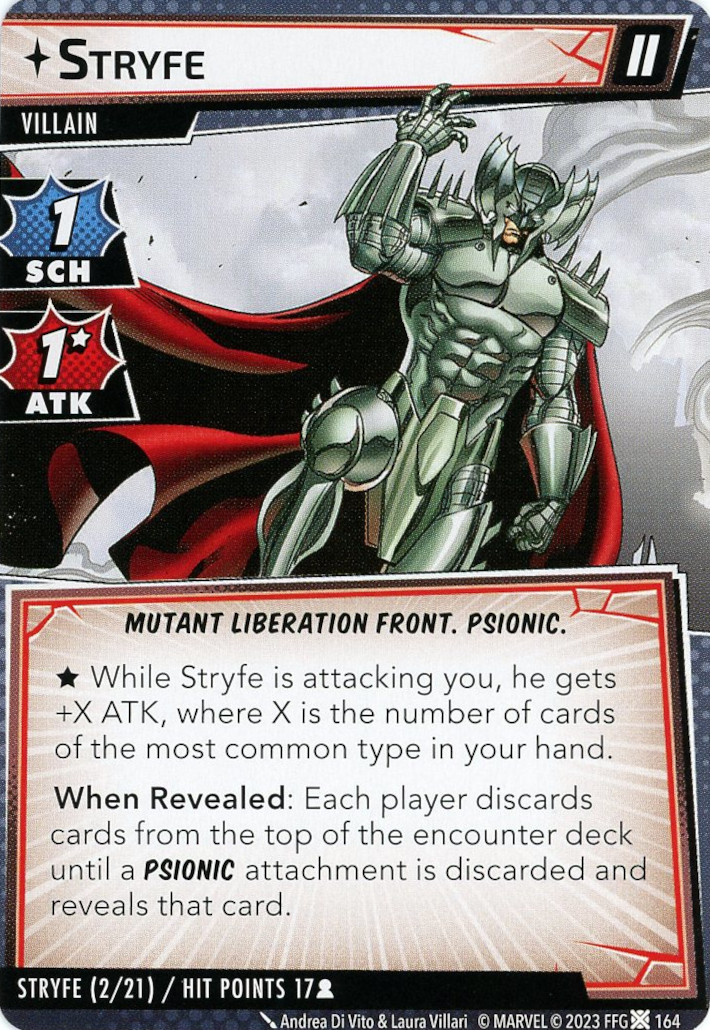 STRYFE
II
VILLAIN
1
SCH
1★
ATK
MUTANT LIBERATION FRONT. PSIONIC.
★ While Stryfe is attacking you, he gets
+X ATK, where X is the number of cards
of the most common type in your hand.
When Revealed: Each player discards
cards from the top of the encounter deck
until a PSIONIC attachment is discarded and
reveals that card.
STRYFE (2/21) / HIT POINTS 17
Andrea Di Vito & Laura Villari © MARVEL © 2023 FFG 164